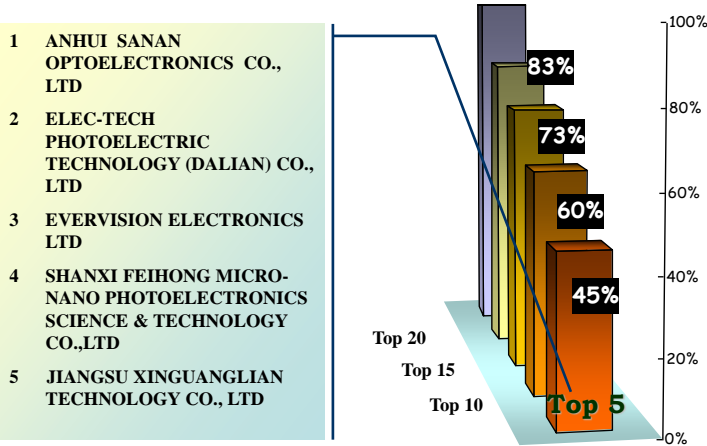 1 ANHUI SANAN
OPTOELECTRONICS CO.,
LTD
2 ELEC-TECH
PHOTOELECTRIC
TECHNOLOGY (DALIAN) CO.,
LTD
3 EVERVISION ELECTRONICS
LTD
4 SHANXI FEIHONG MICRO-
NANO PHOTOELECTRONICS
SCIENCE & TECHNOLOGY
CO.,LTD
5 JIANGSU XINGUANGLIAN
TECHNOLOGY CO., LTD
83%
73%
60%
45%
Top 20
Top 15
Top 10
Top 5
100%
80%
60%
40%
20%
0%